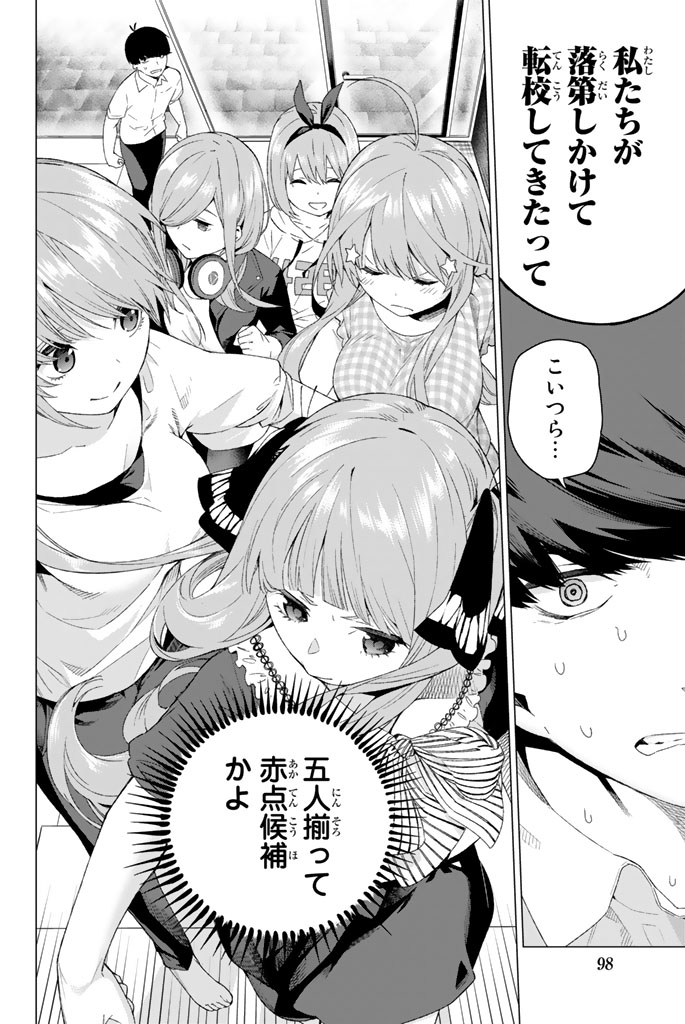 私たちが
落第しかけて
転校してきたって
こいつら…
五人揃って
赤点候補
かよ
98